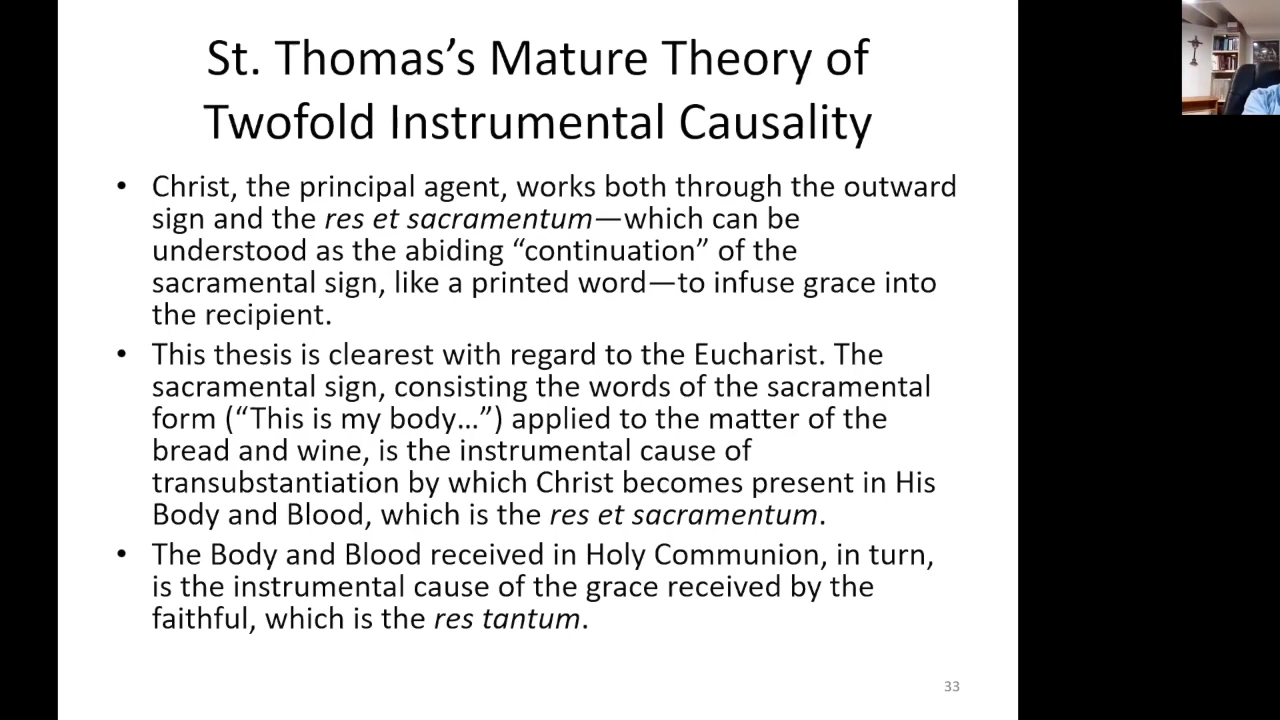 St. Thomas’s Mature Theory of
Twofold Instrumental Causality
• Christ, the principal agent, works both through the outward
sign and the res et sacramentum—which can be
understood as the abiding “continuation” of the
sacramental sign, like a printed word—to infuse grace into
the recipient.
• This thesis is clearest with regard to the Eucharist. The
sacramental sign, consisting the words of the sacramental
form (“This is my body…”) applied to the matter of the
bread and wine, is the instrumental cause of
transubstantiation by which Christ becomes present in His
Body and Blood, which is the res et sacramentum.
• The Body and Blood received in Holy Communion, in turn,
is the instrumental cause of the grace received by the
faithful, which is the res tantum.
33